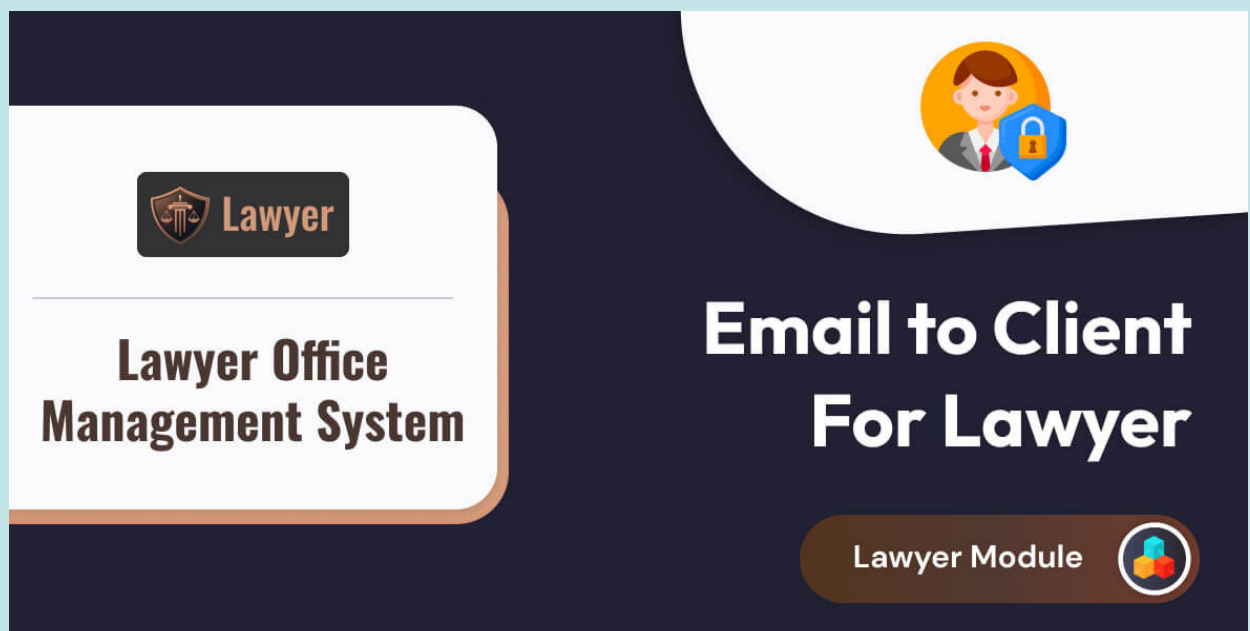 Lawyer
Lawyer Office
Management System
Email to Client
For Lawyer
Lawyer Module